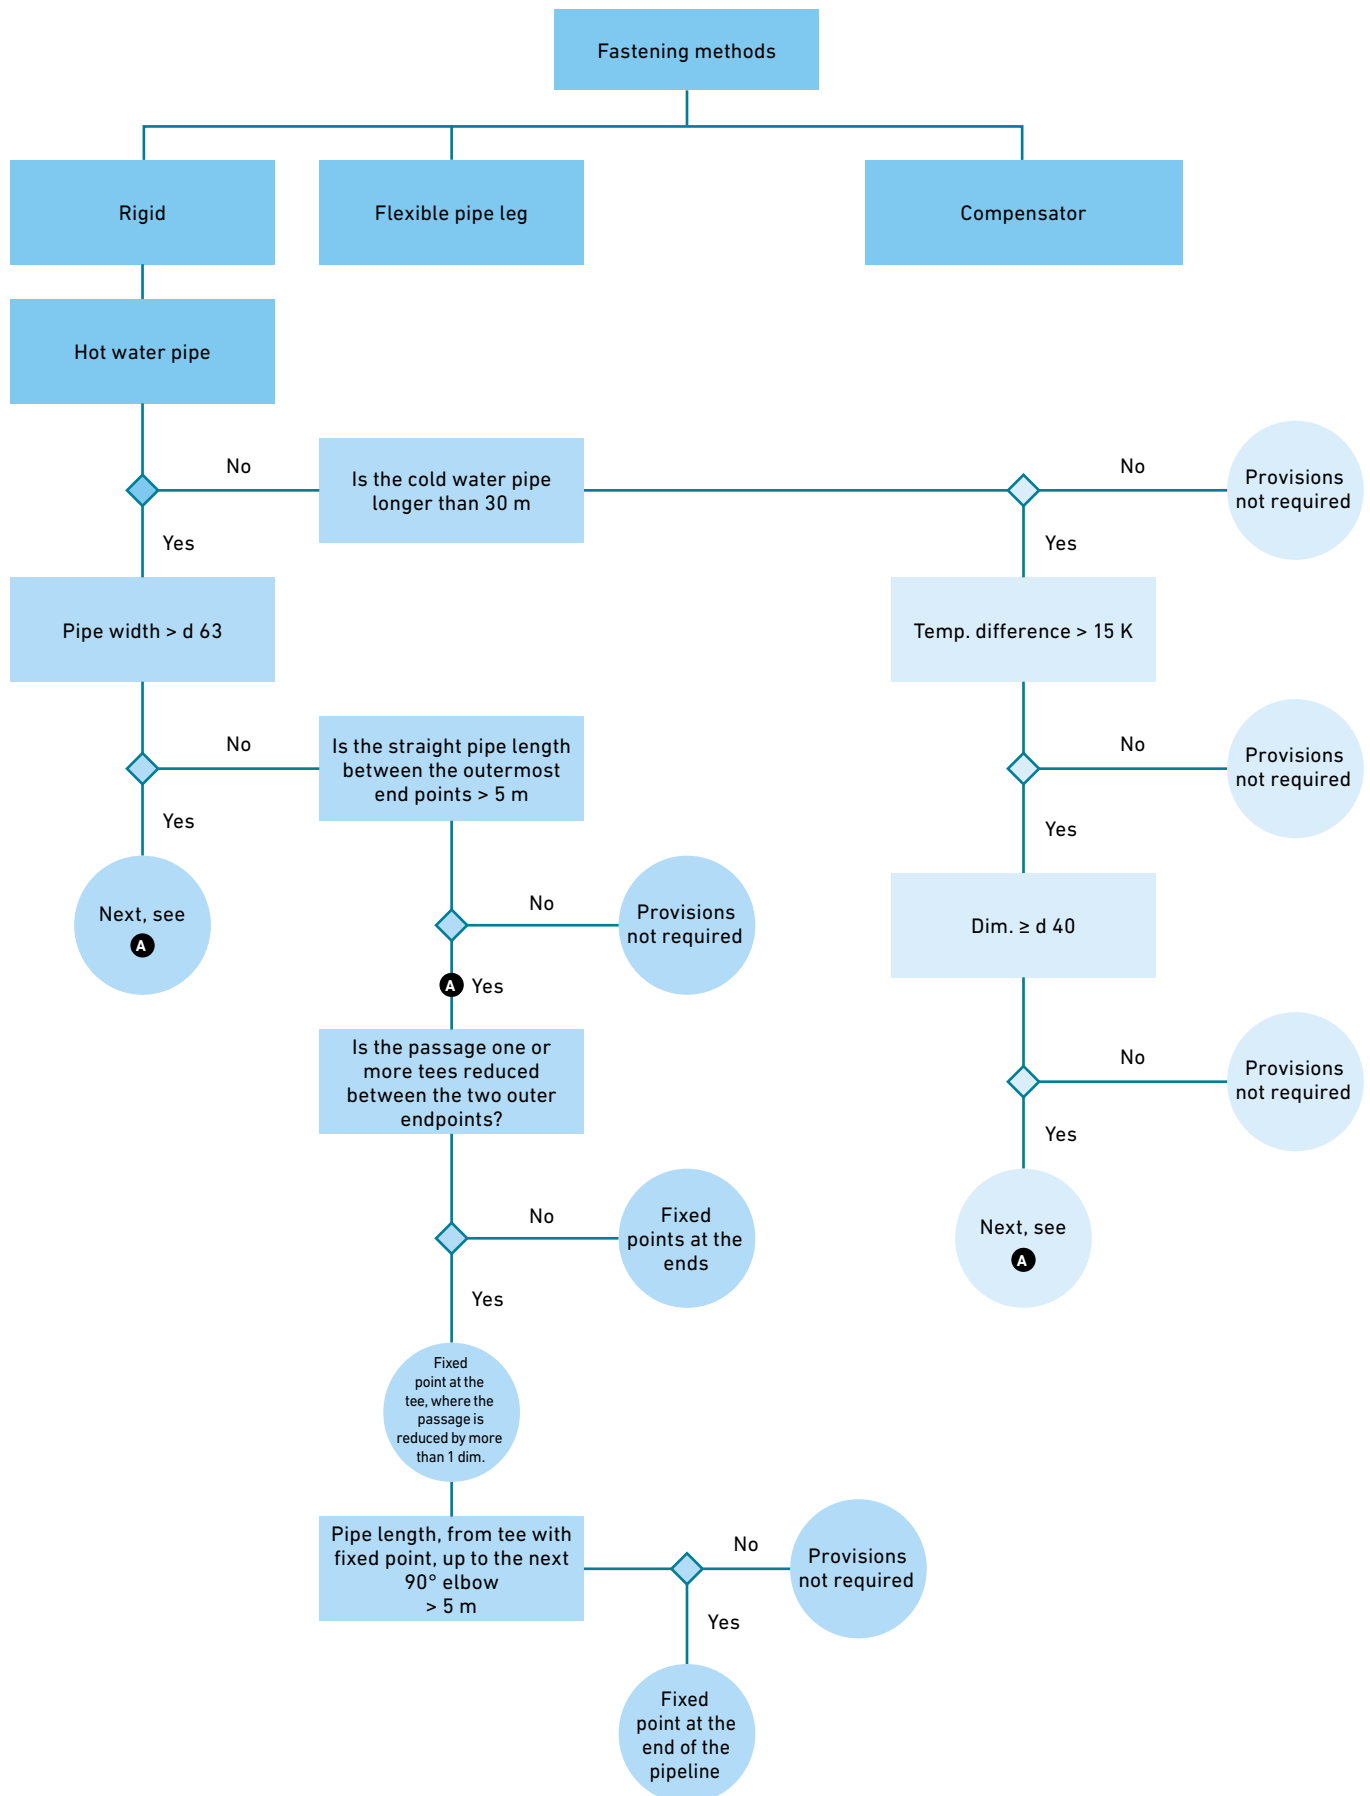 Fastening methods
Rigid
Flexible pipe leg
Compensator
Hot water pipe
No
Is the cold water pipe
longer than 30 m
No
Provisions
not required
Yes
Yes
Pipe width > d 63
Temp. difference > 15 K
No
Is the straight pipe length
between the outermost
end points > 5 m
No
Provisions
not required
Yes
Yes
Next, see
A
No
Provisions
not required
Dim. ≥ d 40
A Yes
Is the passage one or
more tees reduced
between the two outer
endpoints?
No
Provisions
not required
Yes
No
Fixed
points at the
ends
Next, see
A
Yes
Fixed
point at the
tee, where the
passage is
reduced by more
than 1 dim.
Pipe length, from tee with
fixed point, up to the next
90° elbow
> 5 m
No
Provisions
not required
Yes
Fixed
point at the
end of the
pipeline